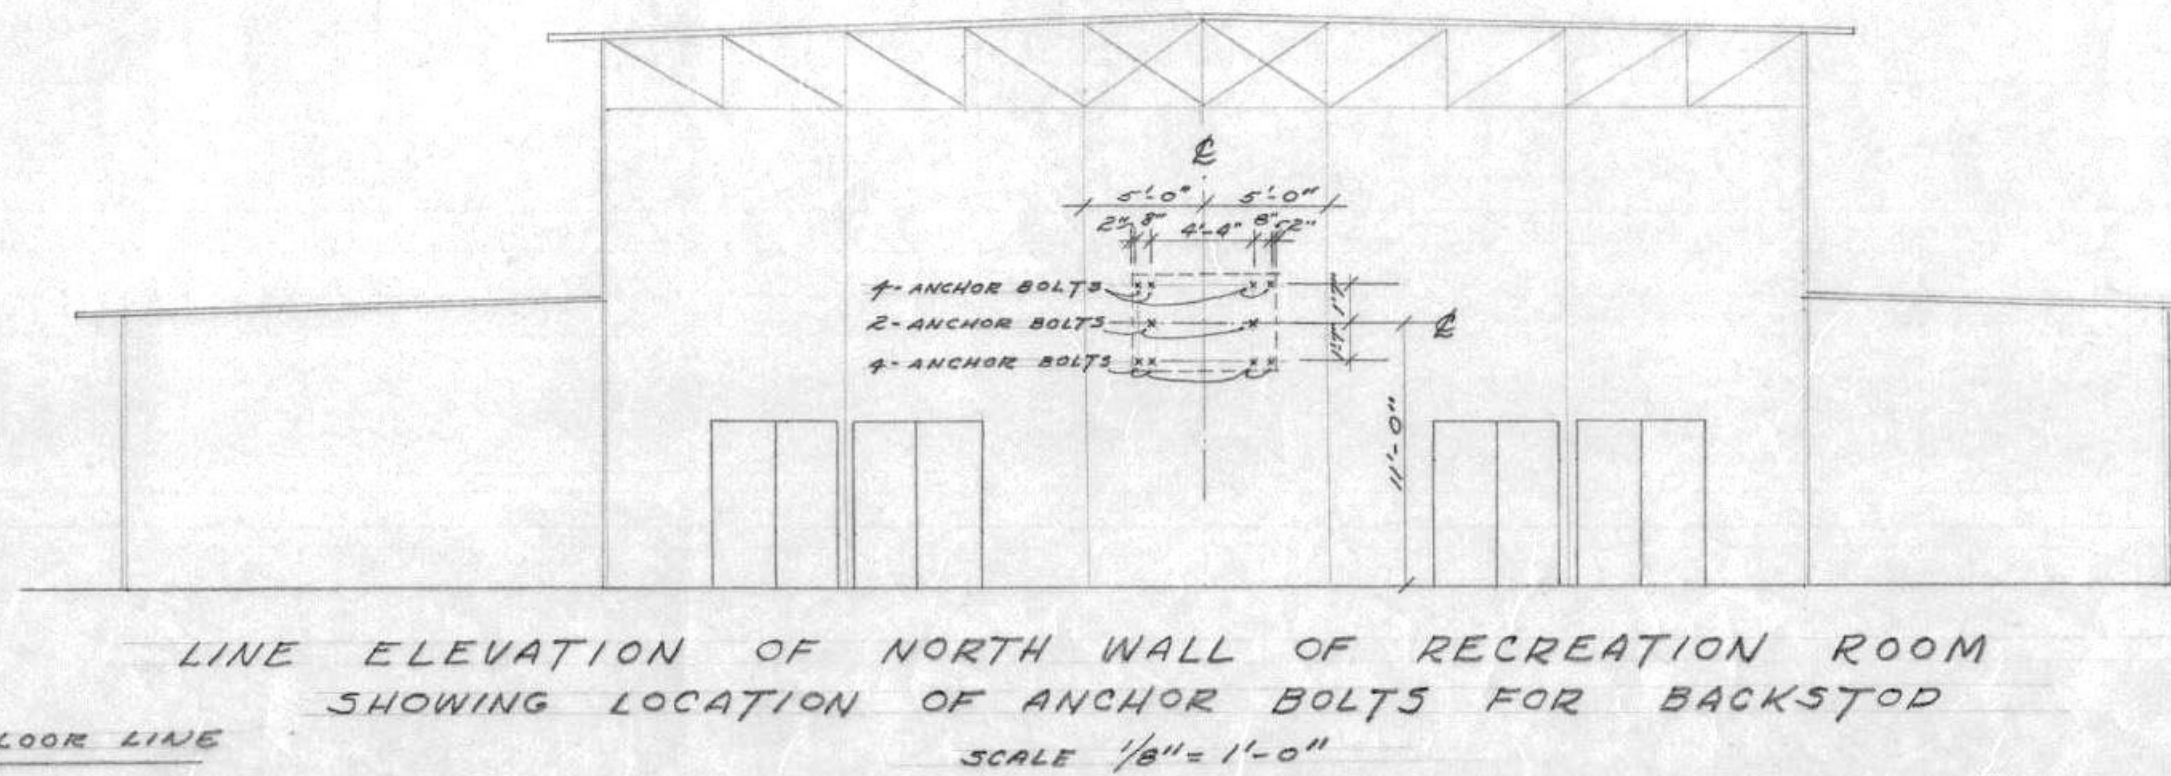 ℄
5'-0" 5'-0"
2" 8" 4'-4" 8" 2"
4-ANCHOR BOLTS
2-ANCHOR BOLTS
℄
4-ANCHOR BOLTS
11'-0"
LINE ELEVATION OF NORTH WALL OF RECREATION ROOM
SHOWING LOCATION OF ANCHOR BOLTS FOR BACKSTOP
LOOR LINE
SCALE 1/8" = 1'-0"